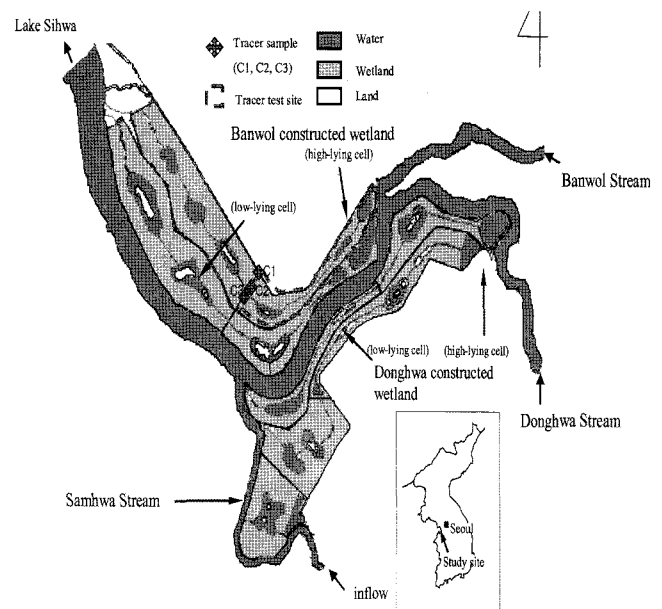 Lake Sihwa
4
Tracer sample
(C1, C2, C3)
Tracer test site
Water
Wetland
Land
Banwol constructed wetland
(high-lying cell)
Banwol Stream
(low-lying cell)
C1
C2
(low-lying cell)
(high-lying cell)
Donghwa constructed
wetland
Donghwa Stream
Samhwa Stream
inflow
Seoul
Study site